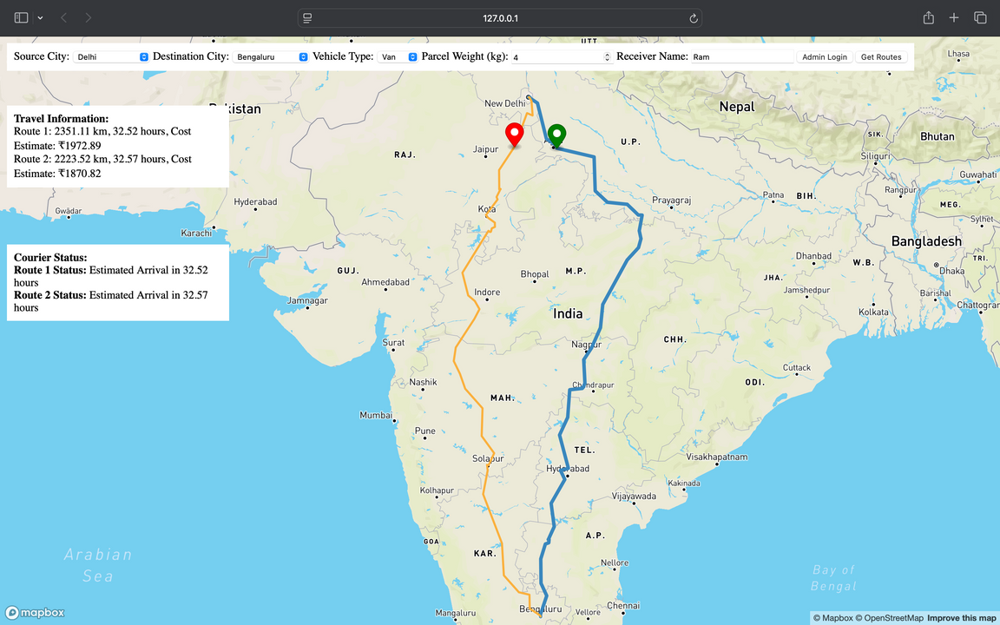 127.0.0.1
Source City: Delhi Destination City: Bengaluru Vehicle Type: Van Parcel Weight (kg): 4 Receiver Name: Ram Admin Login Get Routes
UTT.
Lhasa
Travel Information:
Route 1: 2351.11 km, 32.52 hours, Cost
Estimate: ₹1972.89
Route 2: 2223.52 km, 32.57 hours, Cost
Estimate: ₹1870.82
Courier Status:
Route 1 Status: Estimated Arrival in 32.52
hours
Route 2 Status: Estimated Arrival in 32.57
hours
New Delhi
Nepal
SIK.
Bhutan
U.P.
Jaipur
RAJ.
Siliguri
Guwahati
Rangpur
Patna
BIH.
Prayagraj
MEG.
Hyderabad
Gwādar
Kota
Sylhet
Karachi
Bangladesh
Dhanbad
W.B.
TRI.
GUJ.
Bhopal
M.P.
JHA.
Dhaka
Ahmedabad
Indore
Jamshedpur
Barishal
Jamnagar
India
Kolkata
Chattogram
CHH.
Surat
Nagpur
Cuttack
Nashik
Chandrapur
ODI.
MAH.
Mumbai
Pune
TEL.
Solapur
Visakhapatnam
Hyderabad
Kakinada
Kolhapur
Vijayawada
A.P.
GOA
KAR.
Arabian
Sea
Nellore
Bay of
Bengal
Bengaluru
Chennai
Mangaluru
Vellore
mapbox
© Mapbox © OpenStreetMap Improve this map